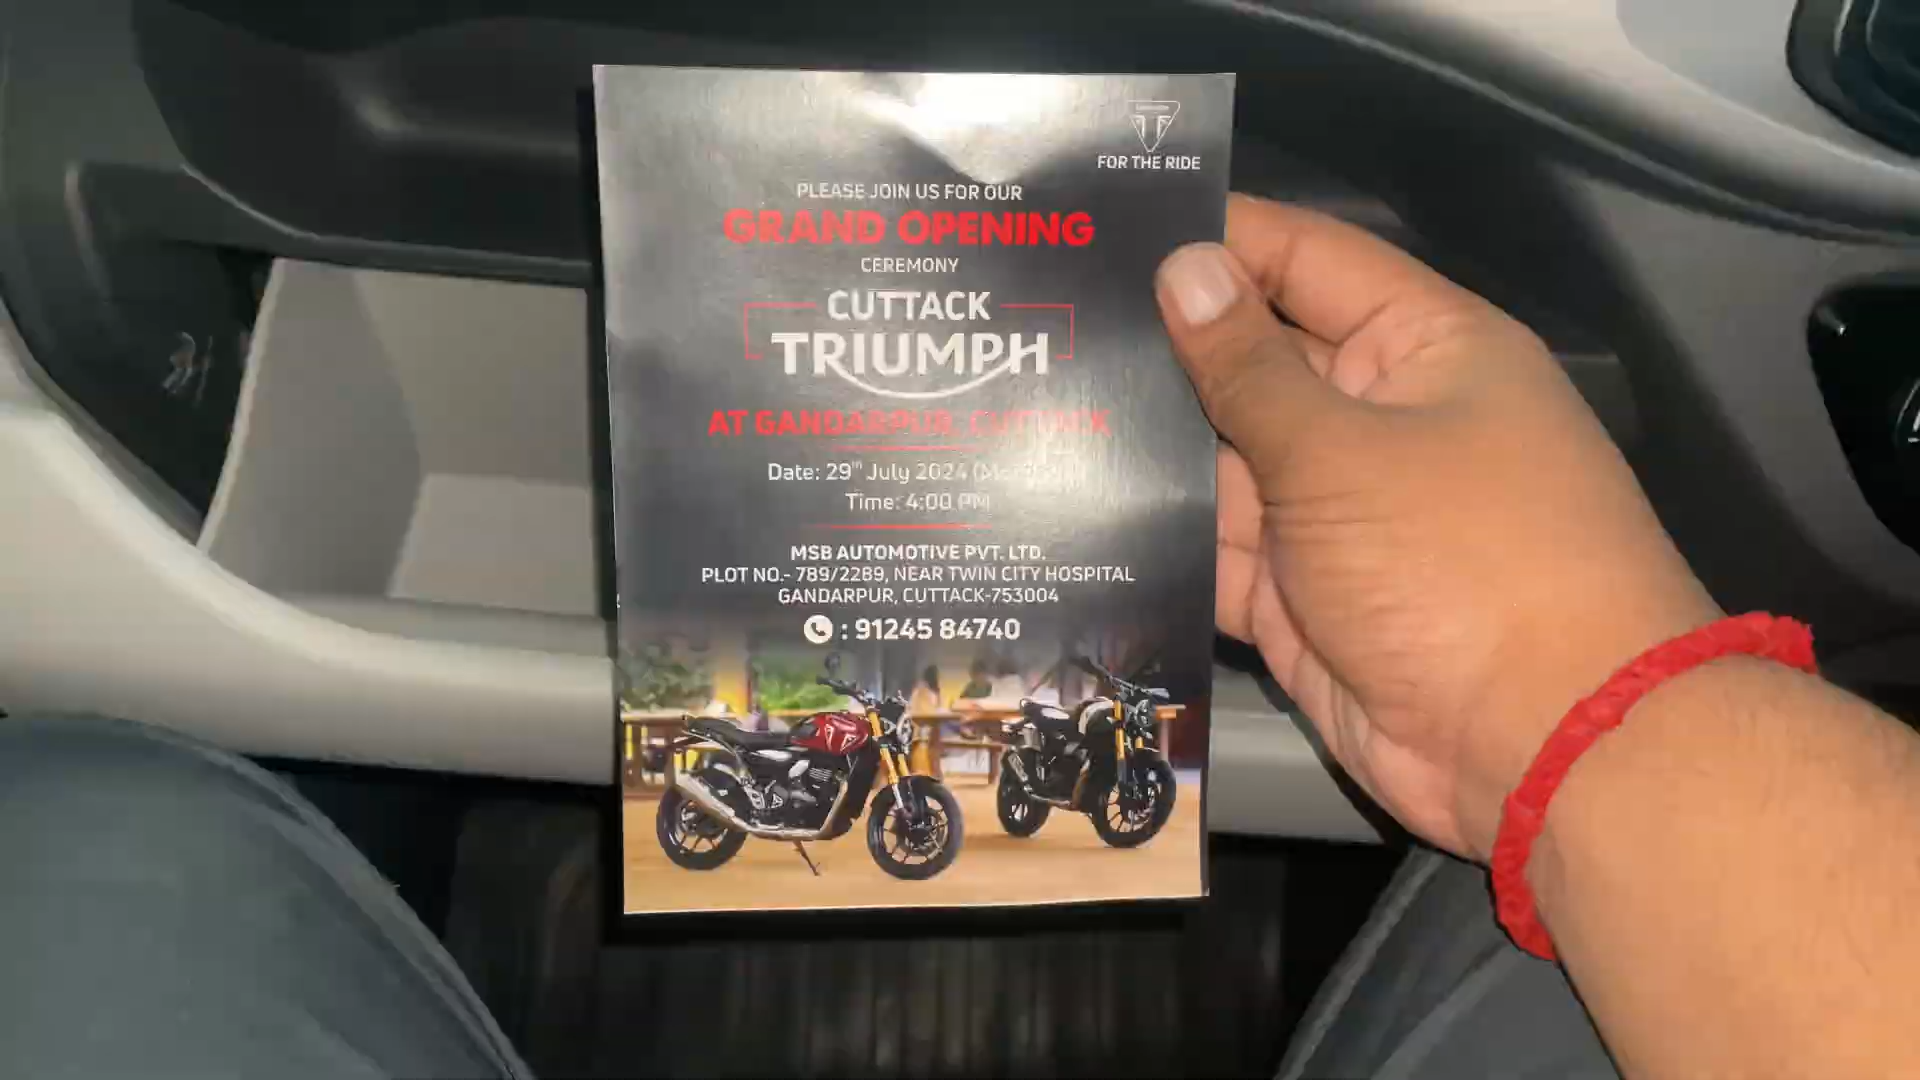 FOR THE RIDE
PLEASE JOIN US FOR OUR
GRAND OPENING
CEREMONY
CUTTACK
TRIUMPH
AT GANDARPUR, CUTTACK
Date: 29th July 2024
Time: 4:00 PM
MSB AUTOMOTIVE PVT. LTD.
PLOT NO.- 789/2289, NEAR TWIN CITY HOSPITAL
GANDARPUR, CUTTACK-753004
: 91245 84740